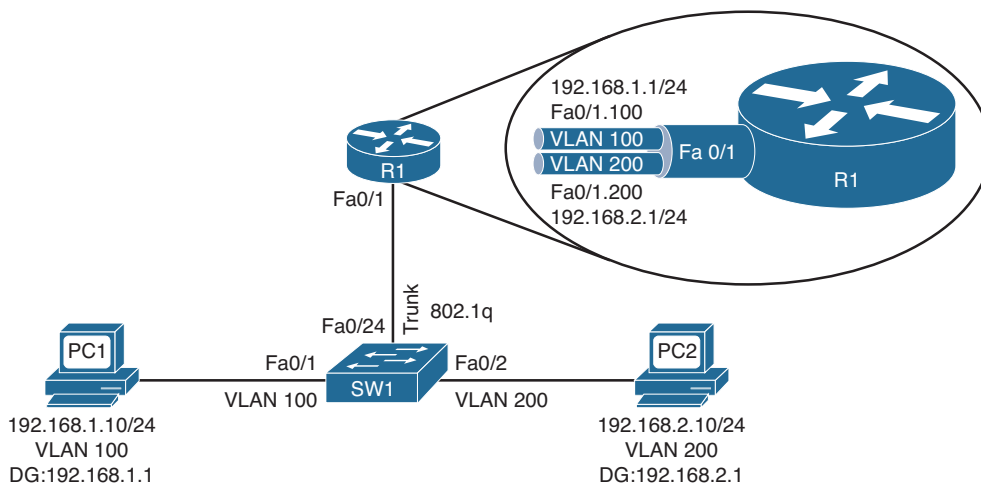 192.168.1.1/24
Fa0/1.100
VLAN 100
VLAN 200
Fa 0/1
Fa0/1.200
192.168.2.1/24
R1
R1
Fa0/1
Trunk
802.1q
Fa0/24
PC1
Fa0/1
SW1
Fa0/2
PC2
VLAN 100
VLAN 200
192.168.1.10/24
VLAN 100
DG:192.168.1.1
192.168.2.10/24
VLAN 200
DG:192.168.2.1